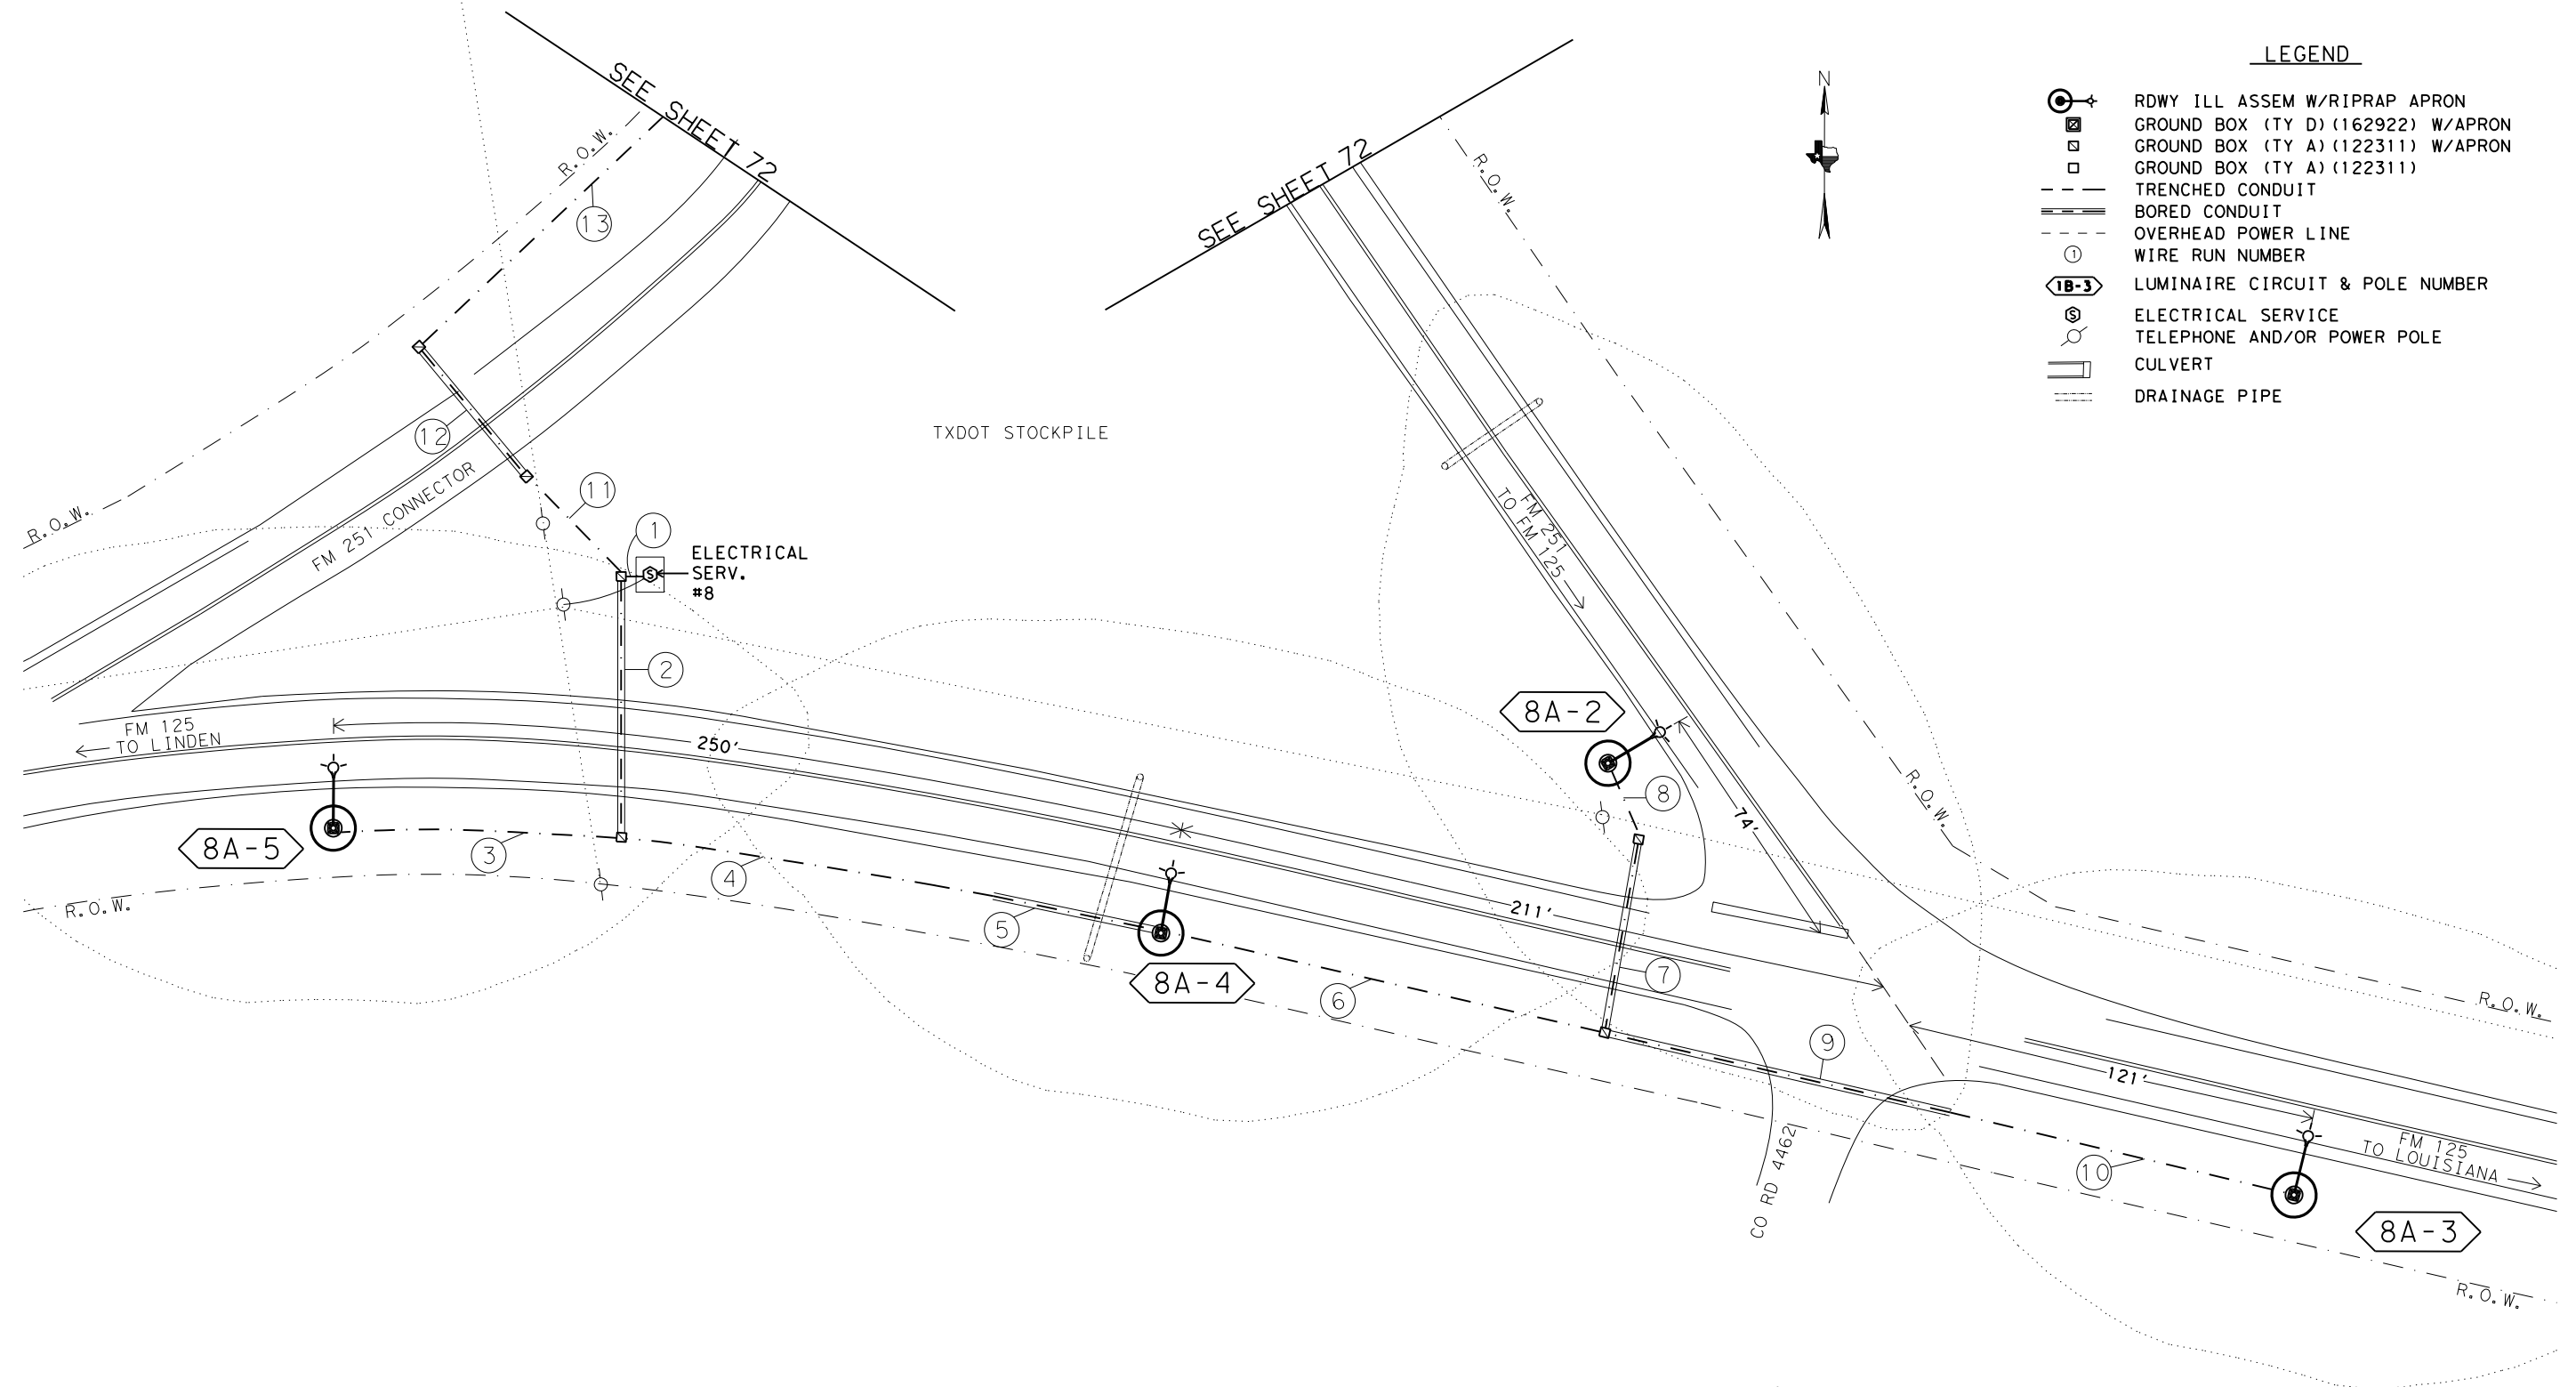 SEE SHEET 72
SEE SHEET 72
N
LEGEND
RDWY ILL ASSEM W/RIPRAP APRON
GROUND BOX (TY D)(162922) W/APRON
GROUND BOX (TY A)(122311) W/APRON
GROUND BOX (TY A)(122311)
TRENCHED CONDUIT
BORED CONDUIT
OVERHEAD POWER LINE
1 WIRE RUN NUMBER
1B-3 LUMINAIRE CIRCUIT & POLE NUMBER
S ELECTRICAL SERVICE
TELEPHONE AND/OR POWER POLE
CULVERT
DRAINAGE PIPE
R.O.W.
R.O.W.
13
12
TXDOT STOCKPILE
FM 251 CONNECTOR
R.O.W.
11
1
S
ELECTRICAL
SERV.
#8
FM 251
TO FM 125
2
8A-2
FM 125
TO LINDEN
250'
8
74'
R.O.W.
8A-5
3
4
R.O.W.
5
211'
8A-4
6
7
9
R.O.W.
121'
FM 125
TO LOUISIANA
10
CO RD 4462
8A-3
R.O.W.